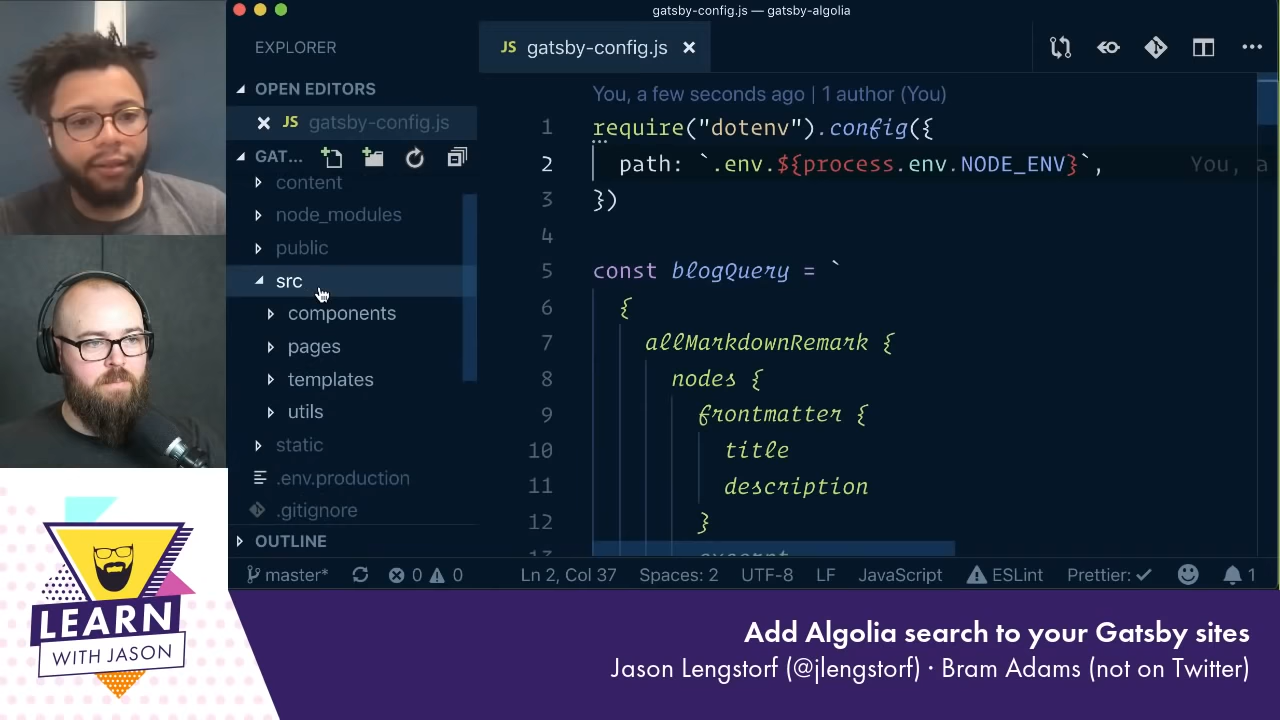 gatsby-config.js — gatsby-algolia
EXPLORER
OPEN EDITORS
JS gatsby-config.js
GAT...
content
node_modules
public
src
components
pages
templates
utils
static
.env.production
.gitignore
OUTLINE
JS gatsby-config.js
You, a few seconds ago | 1 author (You)
1 require("dotenv").config({
2 path: `.env.${process.env.NODE_ENV}`, You, a
3 })
4
5 const blogQuery = `
6 {
7 allMarkdownRemark {
8 nodes {
9 frontmatter {
10 title
11 description
12 }
13 excerpt
master* 0 0 Ln 2, Col 37 Spaces: 2 UTF-8 LF JavaScript ESLint Prettier: ✓ 1
LEARN
WITH JASON
Add Algolia search to your Gatsby sites
Jason Lengstorf (@jlengstorf) · Bram Adams (not on Twitter)